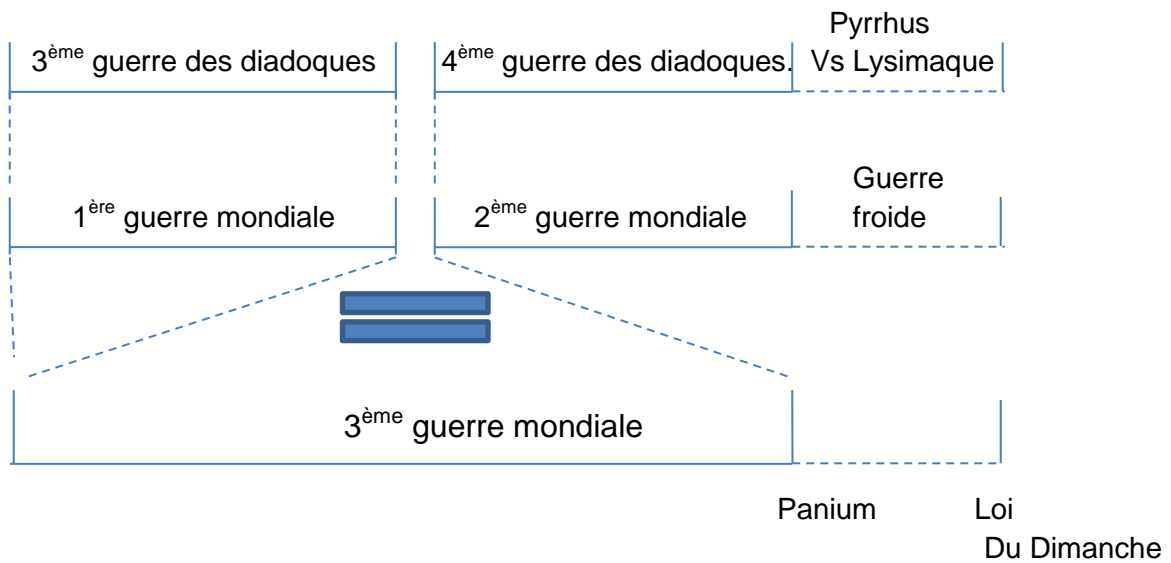 3ème guerre des diadoques
4ème guerre des diadoques.
Pyrrhus
Vs Lysimaque
1ère guerre mondiale
2ème guerre mondiale
Guerre
froide
3ème guerre mondiale
Panium
Loi
Du Dimanche